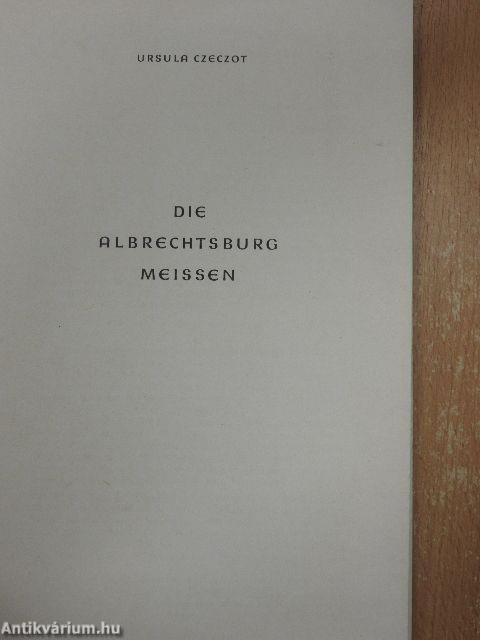 URSULA CZECZOT
DIE
ALBRECHTSBURG
MEISSEN
Antikvárium.hu